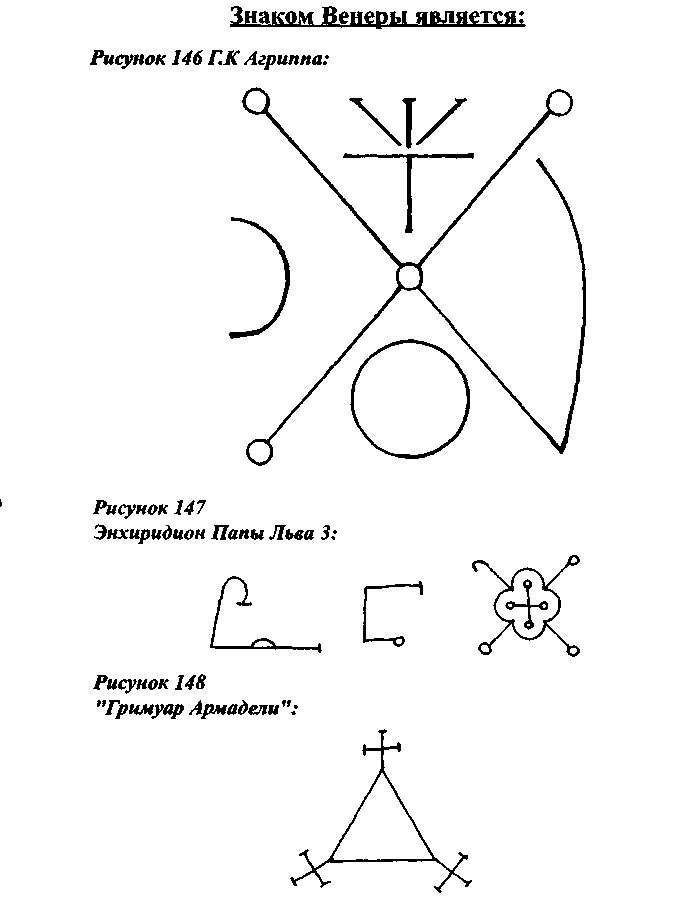 Знаком Венеры является:
Рисунок 146 Г.К Агриппа:
Рисунок 147
Энхиридион Папы Льва 3:
Рисунок 148
"Гримуар Армадели":